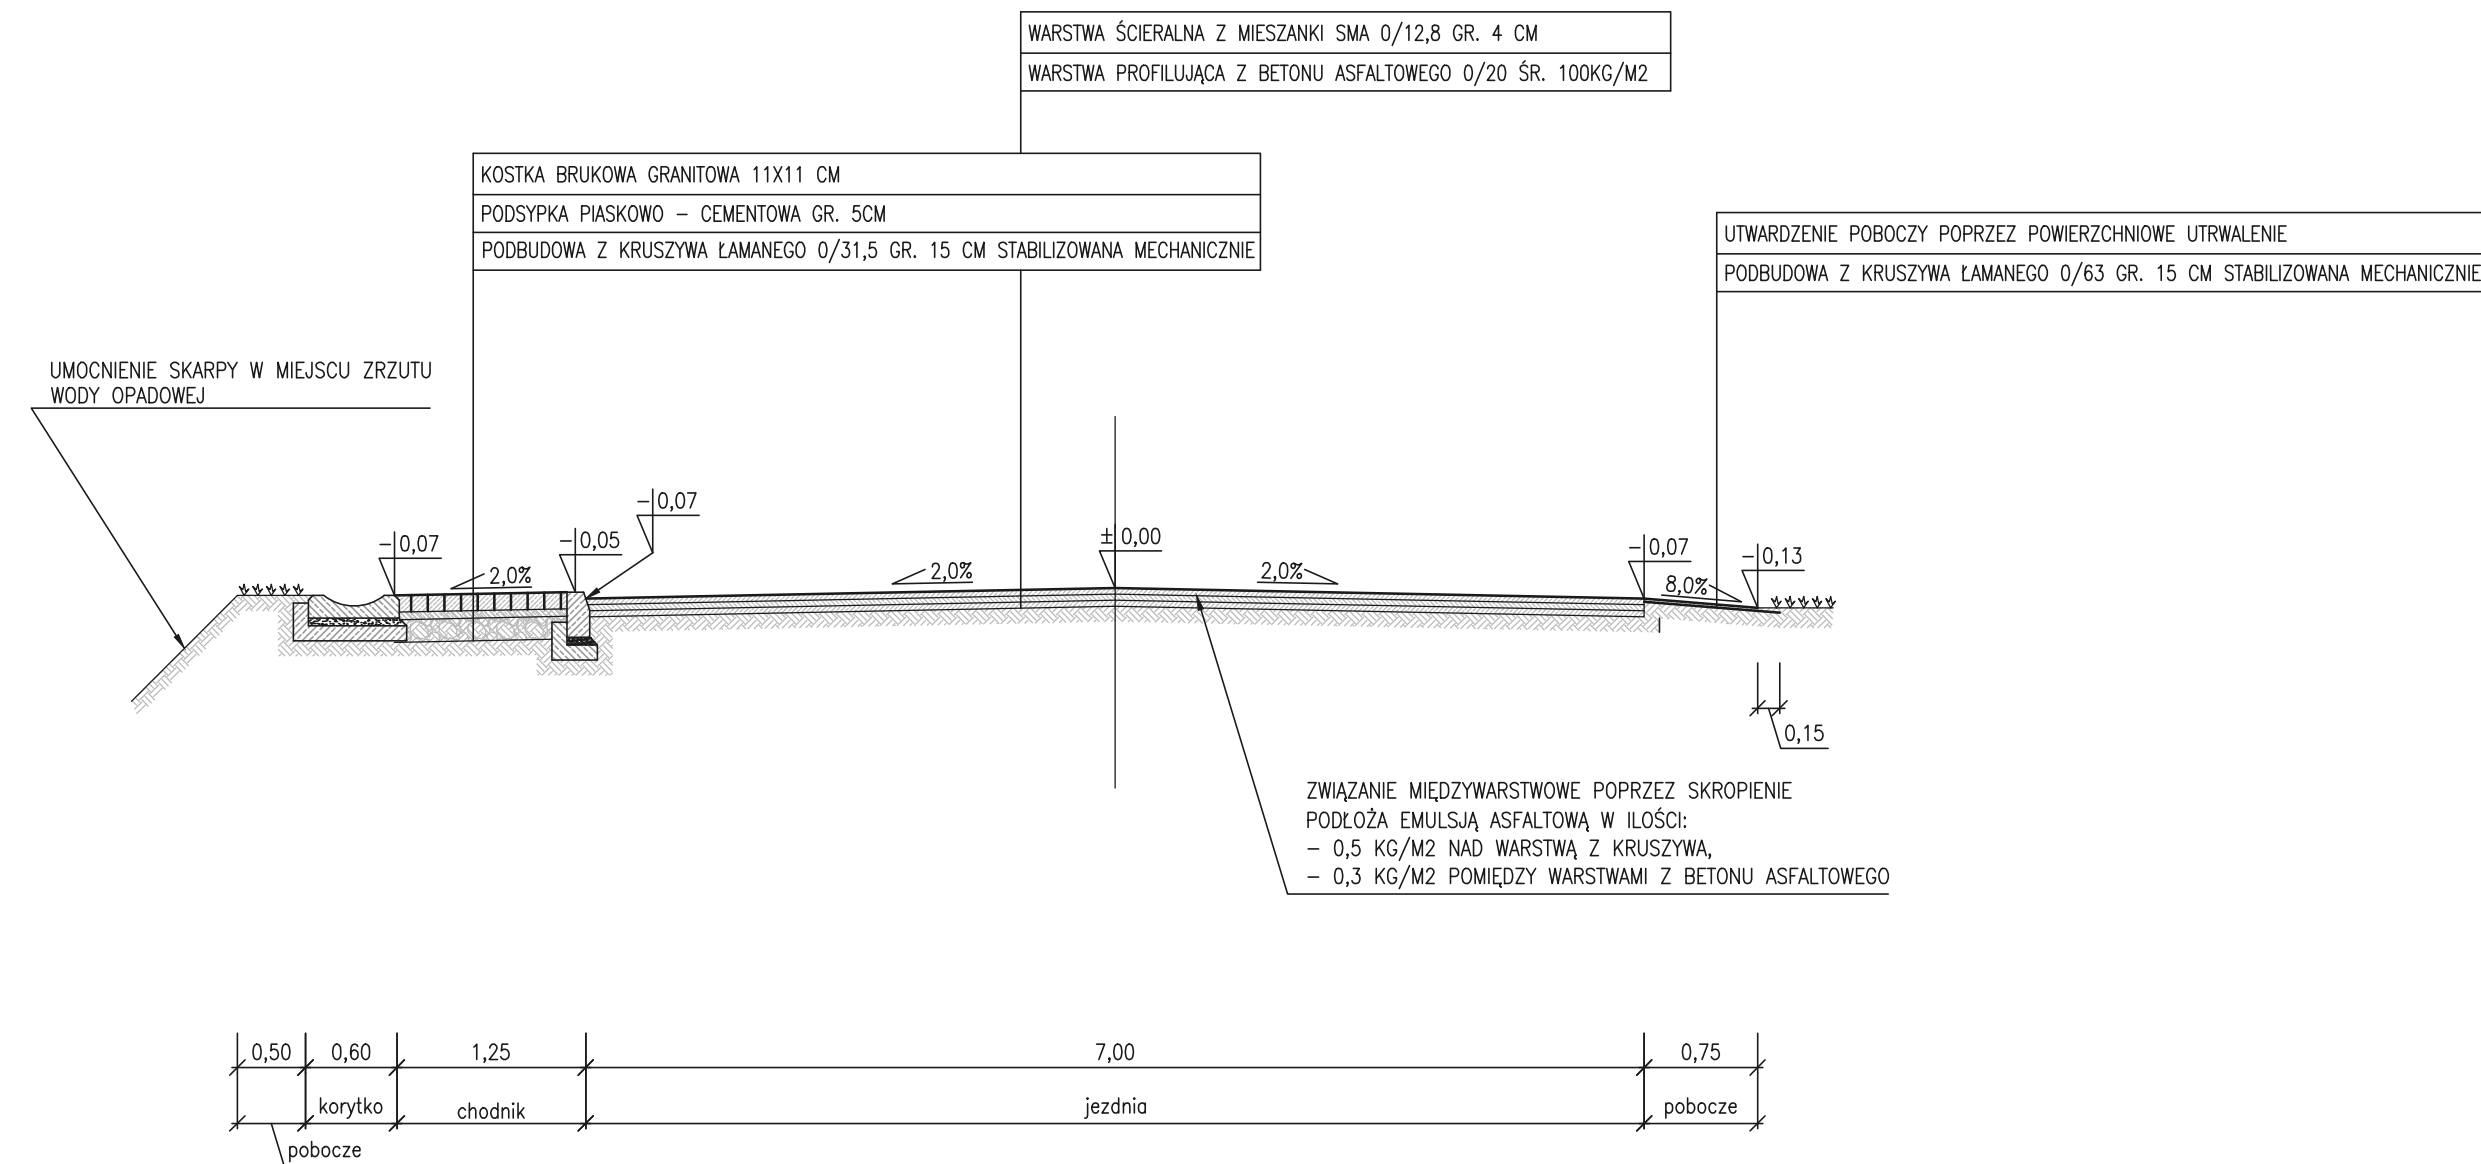 WARSTWA ŚCIERALNA Z MIESZANKI SMA 0/12,8 GR. 4 CM
WARSTWA PROFILUJĄCA Z BETONU ASFALTOWEGO 0/20 ŚR. 100KG/M2
KOSTKA BRUKOWA GRANITOWA 11X11 CM
PODSYPKA PIASKOWO – CEMENTOWA GR. 5CM
PODBUDOWA Z KRUSZYWA ŁAMANEGO 0/31,5 GR. 15 CM STABILIZOWANA MECHANICZNIE
UTWARDZENIE POBOCZY POPRZEZ POWIERZCHNIOWE UTRWALENIE
PODBUDOWA Z KRUSZYWA ŁAMANEGO 0/63 GR. 15 CM STABILIZOWANA MECHANICZNIE
UMOCNIENIE SKARPY W MIEJSCU ZRZUTU
WODY OPADOWEJ
–0,07
–0,07
–0,05
±0,00
–0,07
–0,13
2,0%
2,0%
2,0%
8,0%
0,15
ZWIĄZANIE MIĘDZYWARSTWOWE POPRZEZ SKROPIENIE
PODŁOŻA EMULSJĄ ASFALTOWĄ W ILOŚCI:
– 0,5 KG/M2 NAD WARSTWĄ Z KRUSZYWA,
– 0,3 KG/M2 POMIĘDZY WARSTWAMI Z BETONU ASFALTOWEGO
0,50 0,60 1,25 7,00 0,75
korytko chodnik jezdnia pobocze
pobocze